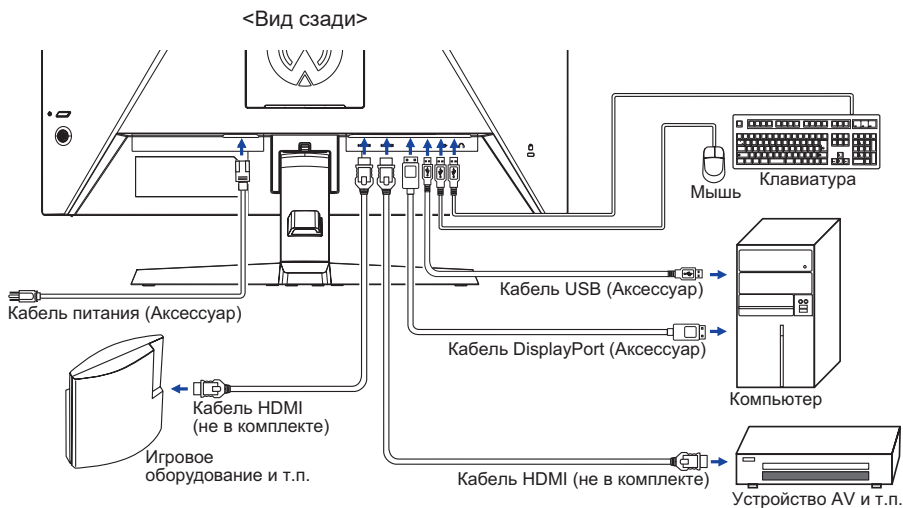 <Вид сзади>
Мышь
Клавиатура
Кабель USB (Аксессуар)
Кабель питания (Аксессуар)
Кабель DisplayPort (Аксессуар)
Компьютер
Кабель HDMI
(не в комплекте)
Игровое
оборудование и т.п.
Кабель HDMI (не в комплекте)
Устройство AV и т.п.